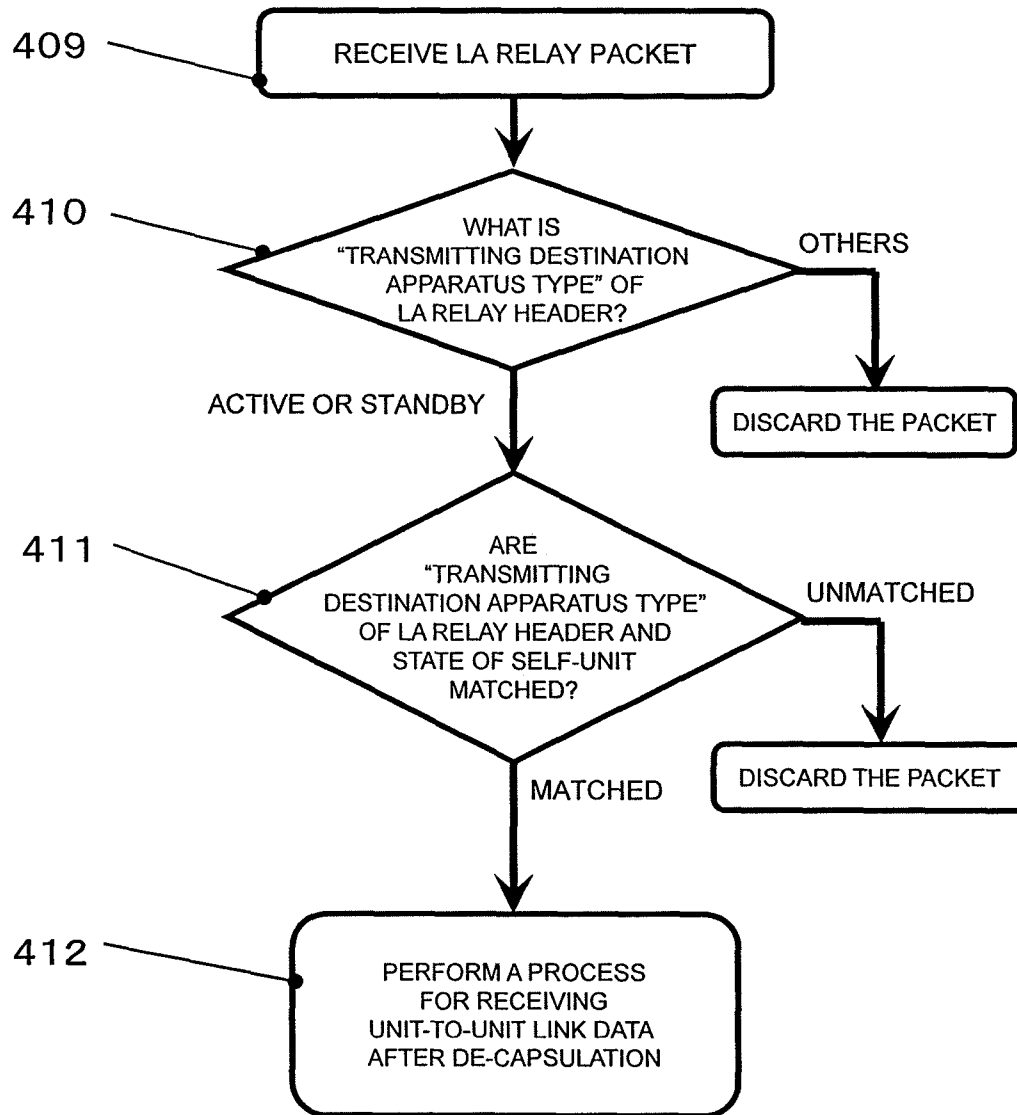 409
RECEIVE LA RELAY PACKET
410
WHAT IS
“TRANSMITTING DESTINATION
APPARATUS TYPE” OF
LA RELAY HEADER?
OTHERS
ACTIVE OR STANDBY
DISCARD THE PACKET
411
ARE
“TRANSMITTING
DESTINATION APPARATUS TYPE”
OF LA RELAY HEADER AND
STATE OF SELF-UNIT
MATCHED?
UNMATCHED
DISCARD THE PACKET
MATCHED
412
PERFORM A PROCESS
FOR RECEIVING
UNIT-TO-UNIT LINK DATA
AFTER DE-CAPSULATION